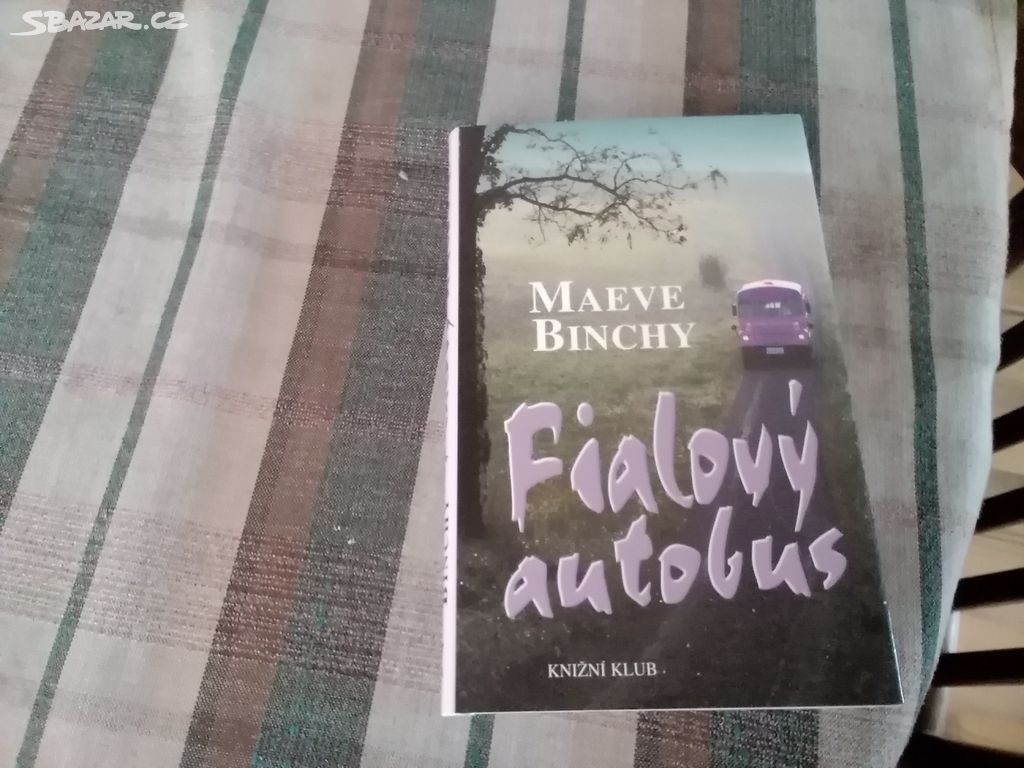 SBAZAR.CZ
MAEVE
BINCHY
Fialový
autobus
KNIŽNÍ KLUB